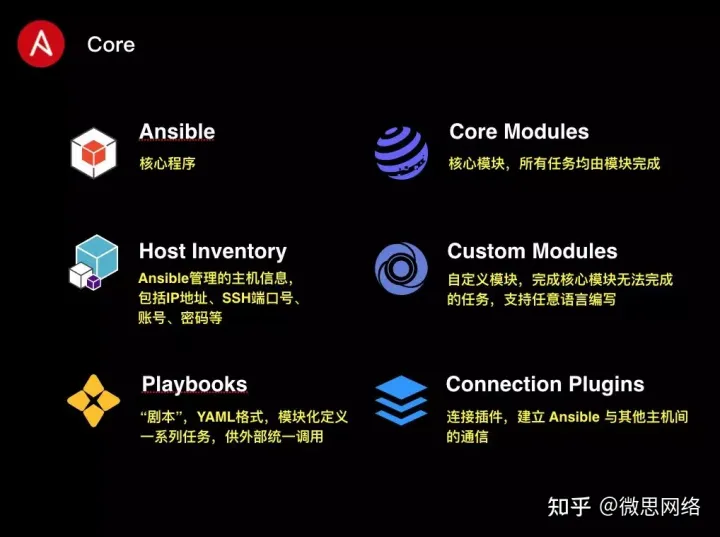 Core
Ansible
核心程序
Core Modules
核心模块，所有任务均由模块完成
Host Inventory
Ansible管理的主机信息，
包括IP地址、SSH端口号、
账号、密码等
Custom Modules
自定义模块，完成核心模块无法完成
的任务，支持任意语言编写
Playbooks
“剧本”，YAML格式，模块化定义
一系列任务，供外部统一调用
Connection Plugins
连接插件，建立 Ansible 与其他主机间
的通信
知乎 @微思网络